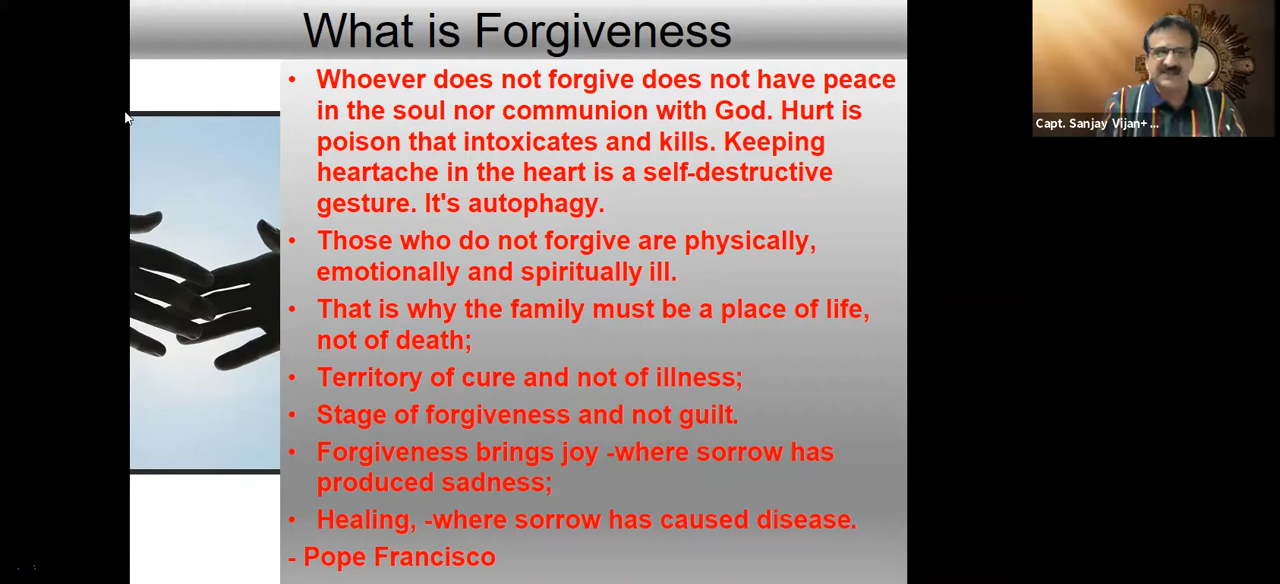 What is Forgiveness
• Whoever does not forgive does not have peace
in the soul nor communion with God. Hurt is
poison that intoxicates and kills. Keeping
heartache in the heart is a self-destructive
gesture. It's autophagy.
• Those who do not forgive are physically,
emotionally and spiritually ill.
• That is why the family must be a place of life,
not of death;
• Territory of cure and not of illness;
• Stage of forgiveness and not guilt.
• Forgiveness brings joy -where sorrow has
produced sadness;
• Healing, -where sorrow has caused disease.
- Pope Francisco
Capt. Sanjay Vijan+ ...